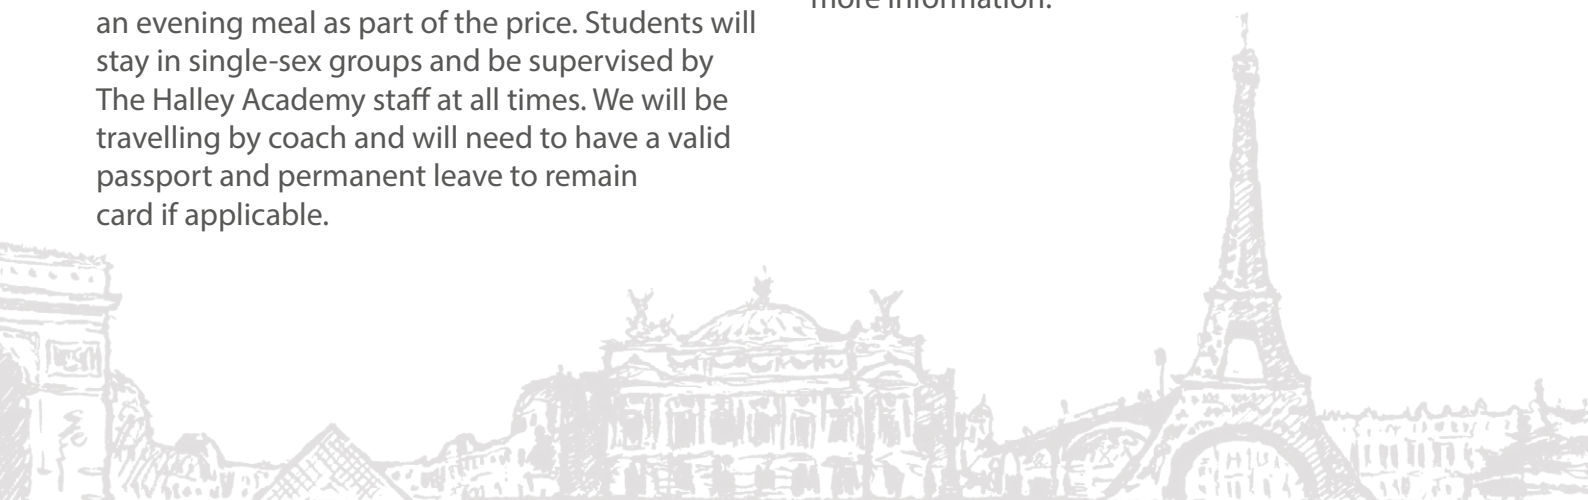 an evening meal as part of the price. Students will
stay in single-sex groups and be supervised by
The Halley Academy staff at all times. We will be
travelling by coach and will need to have a valid
passport and permanent leave to remain
card if applicable.
more information.